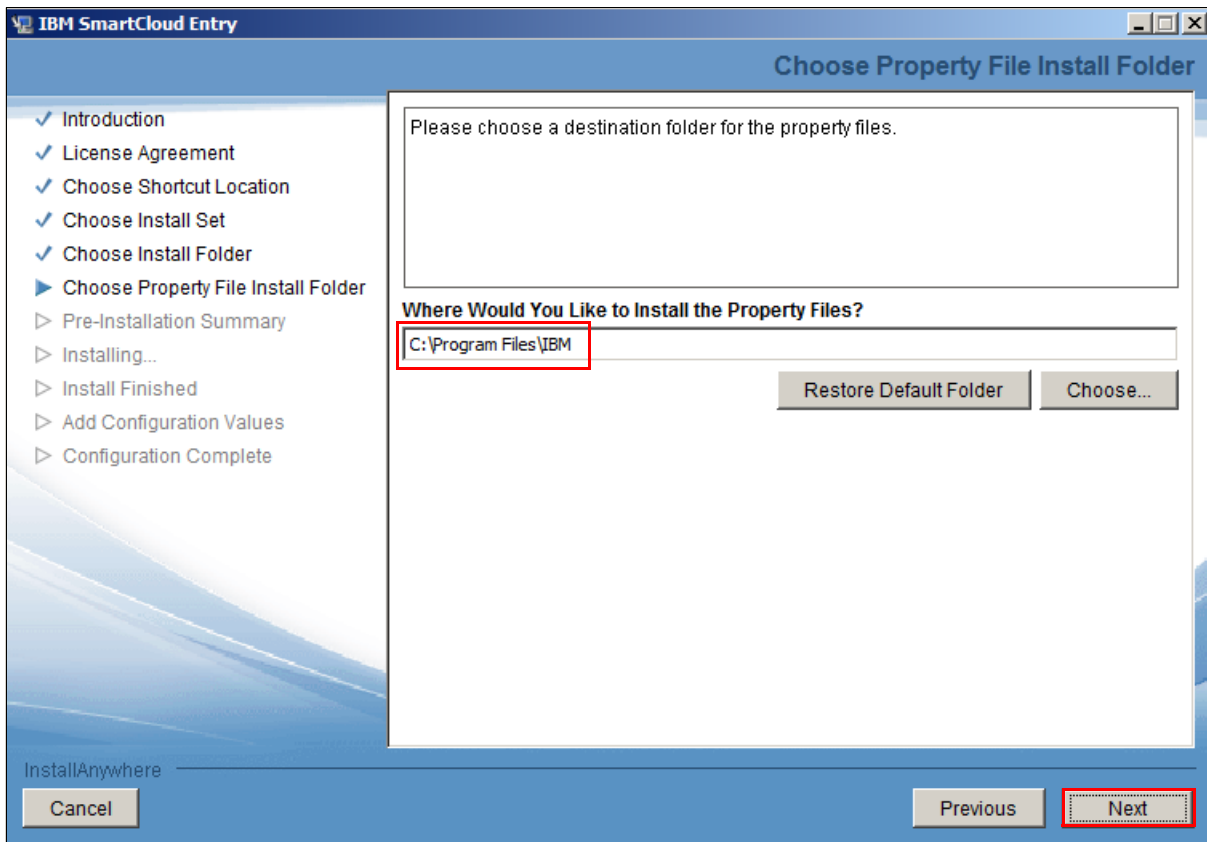 IBM SmartCloud Entry
Choose Property File Install Folder
Introduction
License Agreement
Choose Shortcut Location
Choose Install Set
Choose Install Folder
Choose Property File Install Folder
Pre-Installation Summary
Installing...
Install Finished
Add Configuration Values
Configuration Complete
Please choose a destination folder for the property files.
Where Would You Like to Install the Property Files?
C:\Program Files\IBM
Restore Default Folder
Choose...
InstallAnywhere
Cancel
Previous
Next